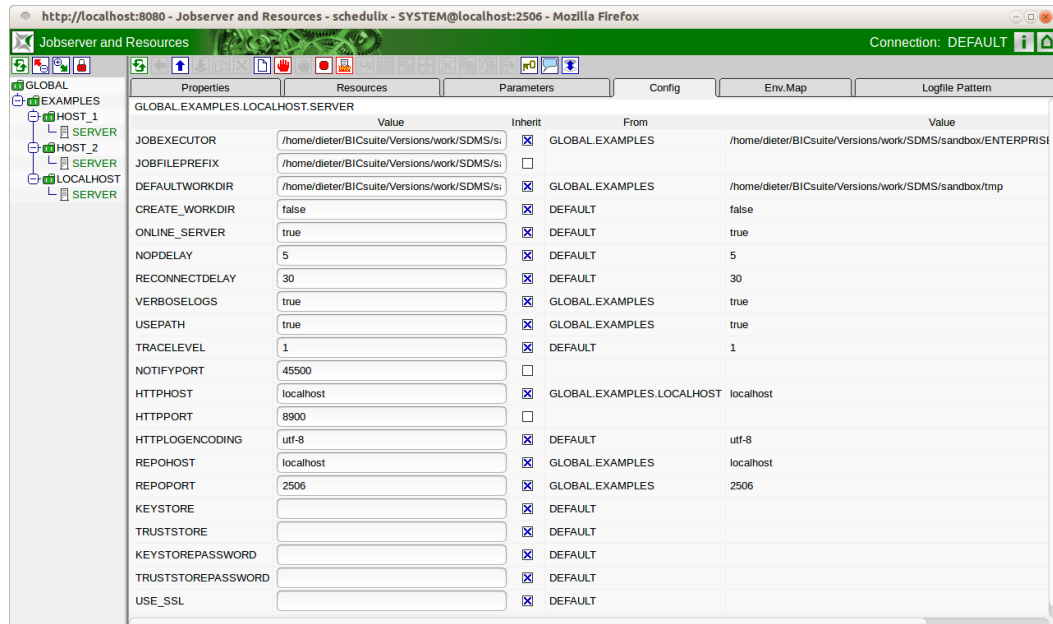 http://localhost:8080 - Jobserver and Resources - schedulix - SYSTEM@localhost:2506 - Mozilla Firefox
Jobserver and Resources Connection: DEFAULT
GLOBAL
EXAMPLES
HOST_1
SERVER
HOST_2
SERVER
LOCALHOST
SERVER
Properties Resources Parameters Config Env.Map Logfile Pattern
GLOBAL.EXAMPLES.LOCALHOST.SERVER
Value Inherit From Value
JOBEXECUTOR /home/dieter/BICsuite/Versions/work/SDMS/sa GLOBAL.EXAMPLES /home/dieter/BICsuite/Versions/work/SDMS/sandbox/ENTERPRISE
JOBFILEPREFIX /home/dieter/BICsuite/Versions/work/SDMS/sa
DEFAULTWORKDIR /home/dieter/BICsuite/Versions/work/SDMS/sa GLOBAL.EXAMPLES /home/dieter/BICsuite/Versions/work/SDMS/sandbox/tmp
CREATE_WORKDIR false DEFAULT false
ONLINE_SERVER true DEFAULT true
NOPDELAY 5 DEFAULT 5
RECONNECTDELAY 30 DEFAULT 30
VERBOSELOGS true GLOBAL.EXAMPLES true
USEPATH true GLOBAL.EXAMPLES true
TRACELEVEL 1 DEFAULT 1
NOTIFYPORT 45500
HTTPHOST localhost GLOBAL.EXAMPLES.LOCALHOST localhost
HTTPPORT 8900
HTTPLOGENCODING utf-8 DEFAULT utf-8
REPOHOST localhost GLOBAL.EXAMPLES localhost
REPOPORT 2506 GLOBAL.EXAMPLES 2506
KEYSTORE DEFAULT
TRUSTSTORE DEFAULT
KEYSTOREPASSWORD DEFAULT
TRUSTSTOREPASSWORD DEFAULT
USE_SSL DEFAULT